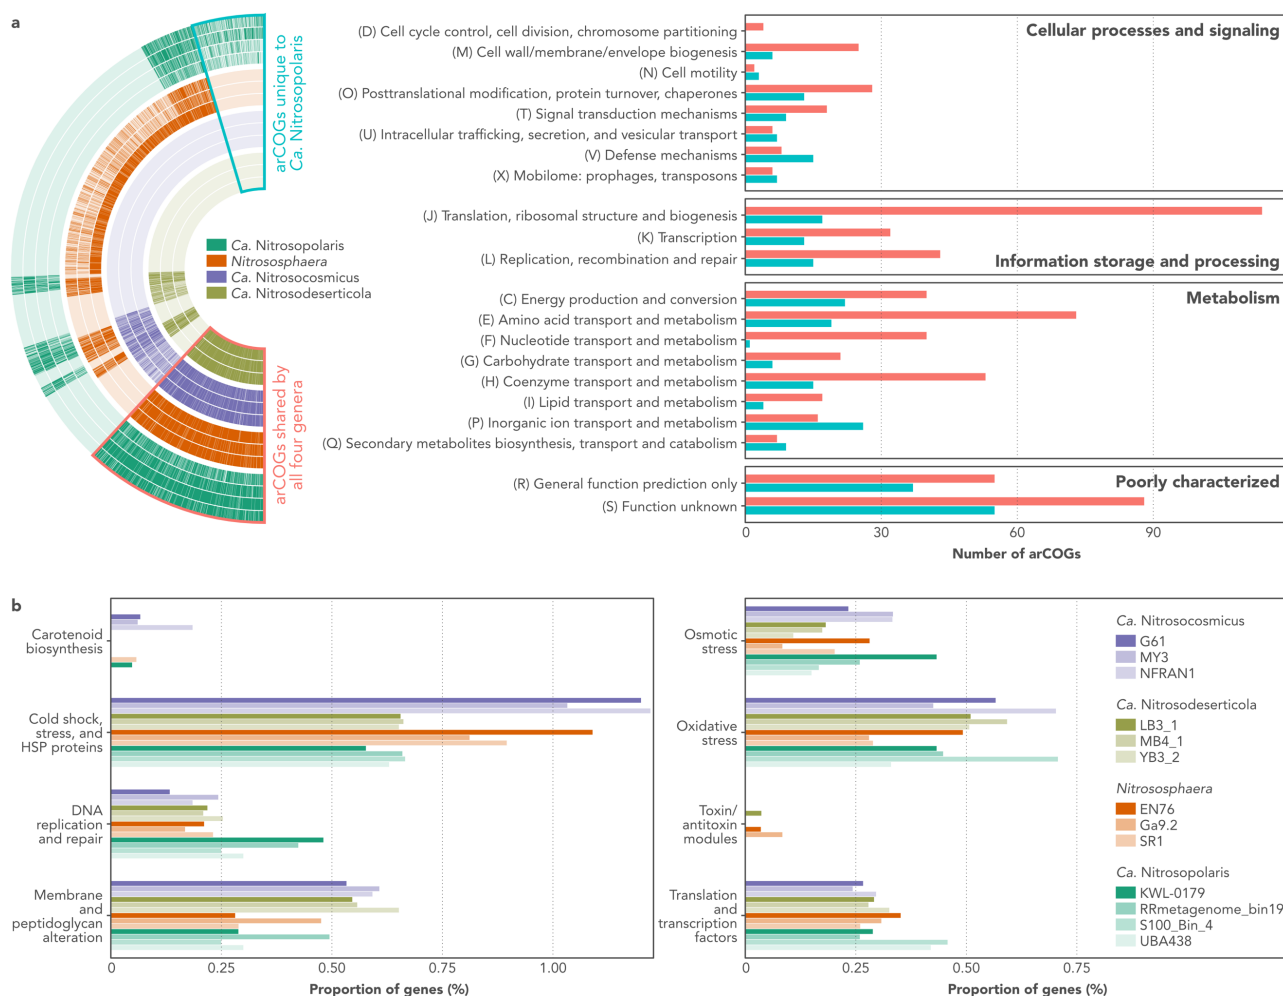 a
arCOGs unique to
Ca. Nitrosopolaris
Ca. Nitrosopolaris
Nitrososphaera
Ca. Nitrosocosmicus
Ca. Nitrosodeserticola
arCOGs shared by
all four genera
Cellular processes and signaling
(D) Cell cycle control, cell division, chromosome partitioning
(M) Cell wall/membrane/envelope biogenesis
(N) Cell motility
(O) Posttranslational modification, protein turnover, chaperones
(T) Signal transduction mechanisms
(U) Intracellular trafficking, secretion, and vesicular transport
(V) Defense mechanisms
(X) Mobilome: prophages, transposons
(J) Translation, ribosomal structure and biogenesis
(K) Transcription
(L) Replication, recombination and repair
Information storage and processing
Metabolism
(C) Energy production and conversion
(E) Amino acid transport and metabolism
(F) Nucleotide transport and metabolism
(G) Carbohydrate transport and metabolism
(H) Coenzyme transport and metabolism
(I) Lipid transport and metabolism
(P) Inorganic ion transport and metabolism
(Q) Secondary metabolites biosynthesis, transport and catabolism
Poorly characterized
(R) General function prediction only
(S) Function unknown
0 30 60 90
Number of arCOGs
b
Carotenoid
biosynthesis
Cold shock,
stress, and
HSP proteins
DNA
replication
and repair
Membrane
and
peptidoglycan
alteration
0 0.25 0.50 0.75 1.00
Proportion of genes (%)
Osmotic
stress
Oxidative
stress
Toxin/
antitoxin
modules
Translation
and
transcription
factors
0 0.25 0.50 0.75
Proportion of genes (%)
Ca. Nitrosocosmicus
G61
MY3
NFRAN1
Ca. Nitrosodeserticola
LB3_1
MB4_1
YB3_2
Nitrososphaera
EN76
Ga9.2
SR1
Ca. Nitrosopolaris
KWL-0179
RRmetagenome_bin19
S100_Bin_4
UBA438